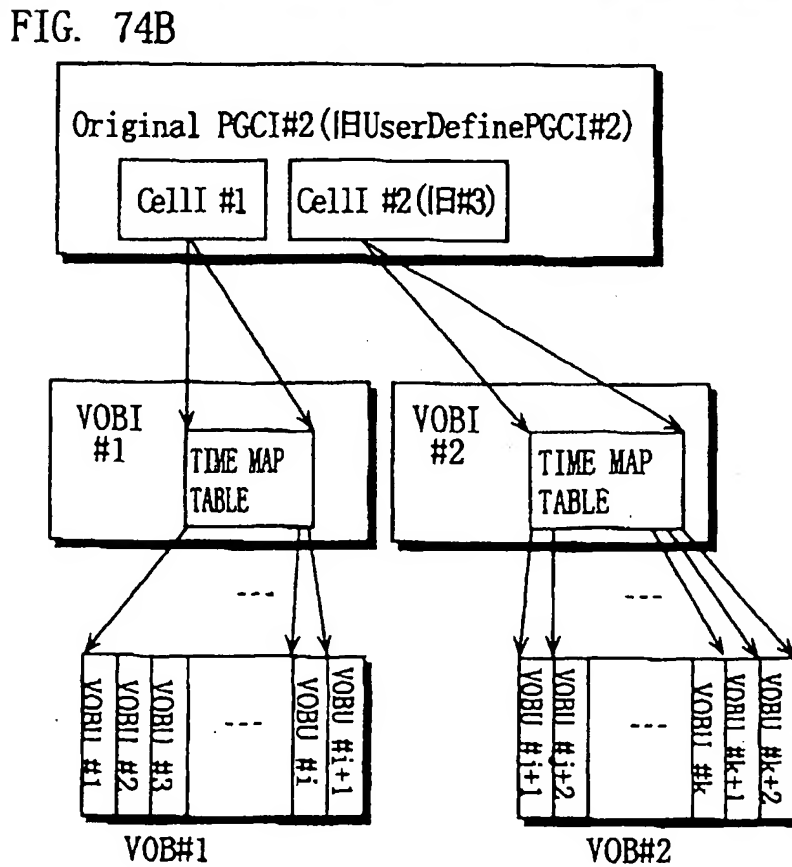 FIG. 74B
Original PGCI#2(旧UserDefinePGCI#2)
CellI #1
CellI #2(旧#3)
VOBI
#1
TIME MAP
TABLE
VOBI
#2
TIME MAP
TABLE
---
---
VOBU #1
VOBU #2
VOBU #3
---
VOBU #i
VOBU #i+1
VOBU #j+1
VOBU #j+2
---
VOBU #k
VOBU #k+1
VOBU #k+2
VOB#1
VOB#2